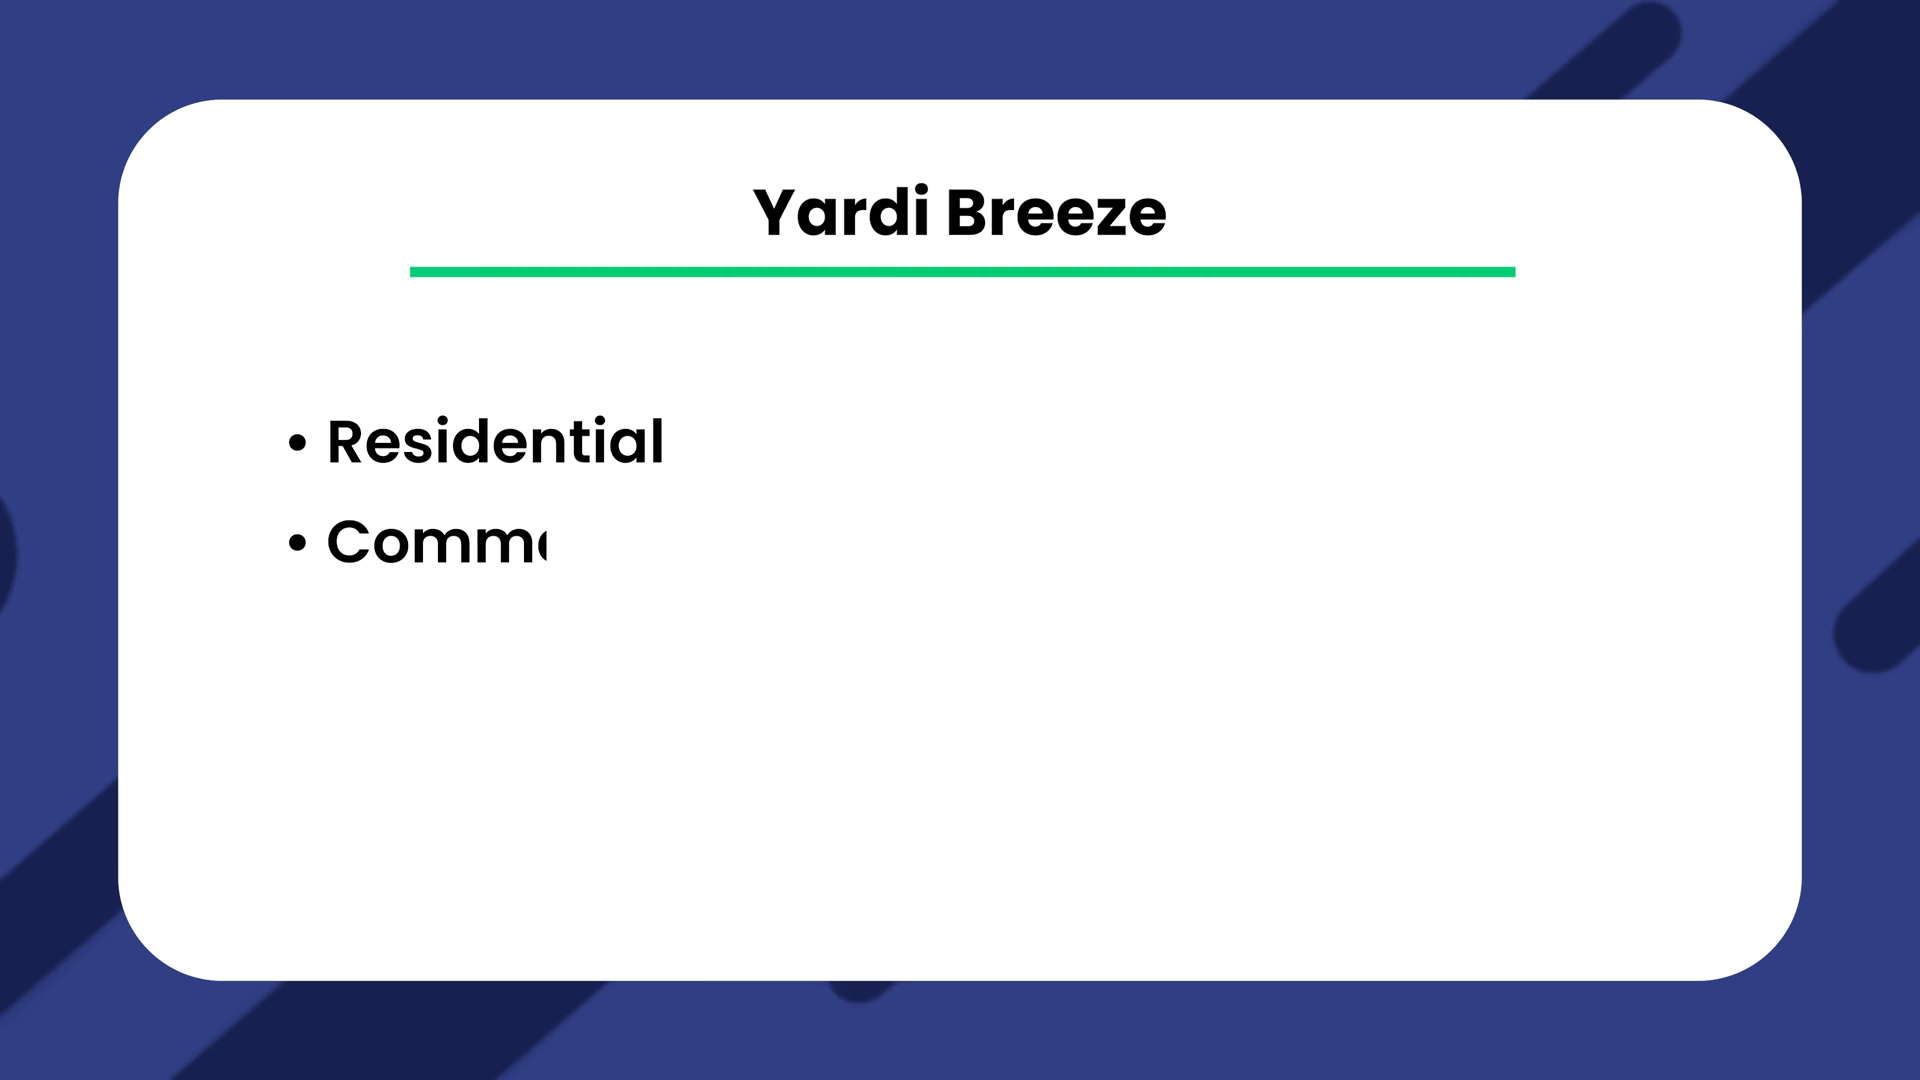 Yardi Breeze
• Residential
• Comm